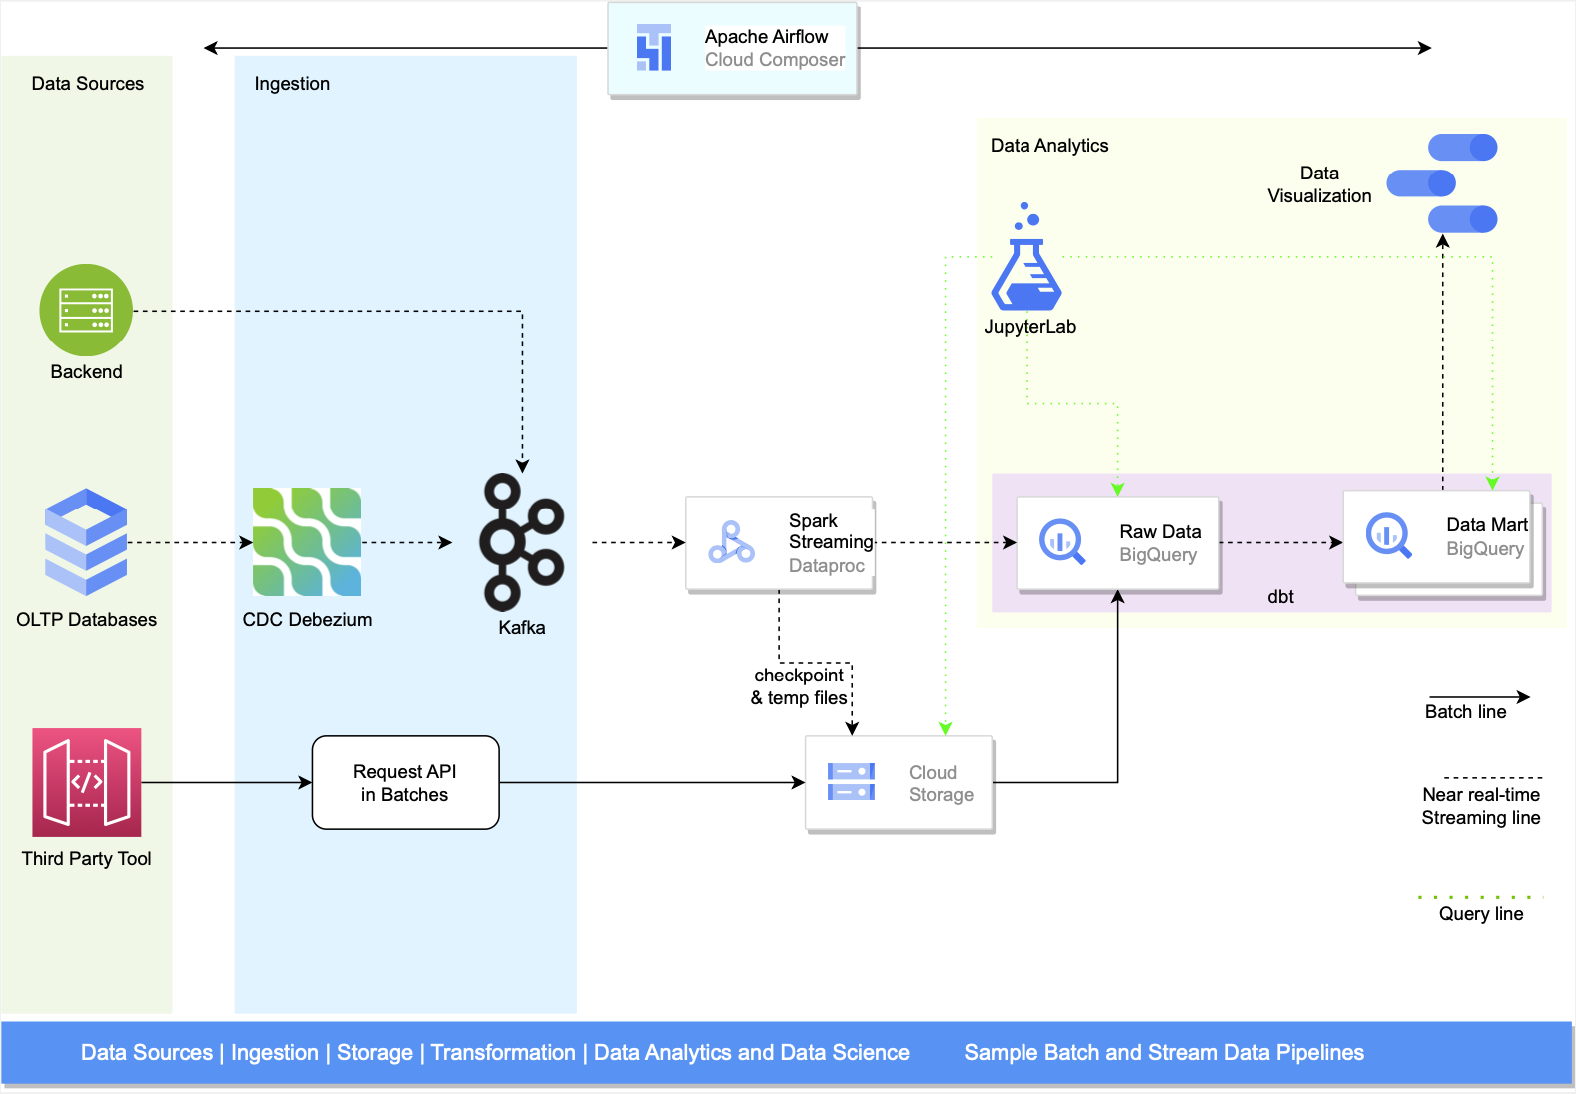 Apache Airflow
Cloud Composer
Data Sources
Ingestion
Data Analytics
Data
Visualization
JupyterLab
Backend
Spark
Streaming
Dataproc
Raw Data
BigQuery
Data Mart
BigQuery
dbt
OLTP Databases
CDC Debezium
Kafka
checkpoint
& temp files
Batch line
Request API
in Batches
Cloud
Storage
Near real-time
Streaming line
Third Party Tool
Query line
Data Sources | Ingestion | Storage | Transformation | Data Analytics and Data Science
Sample Batch and Stream Data Pipelines